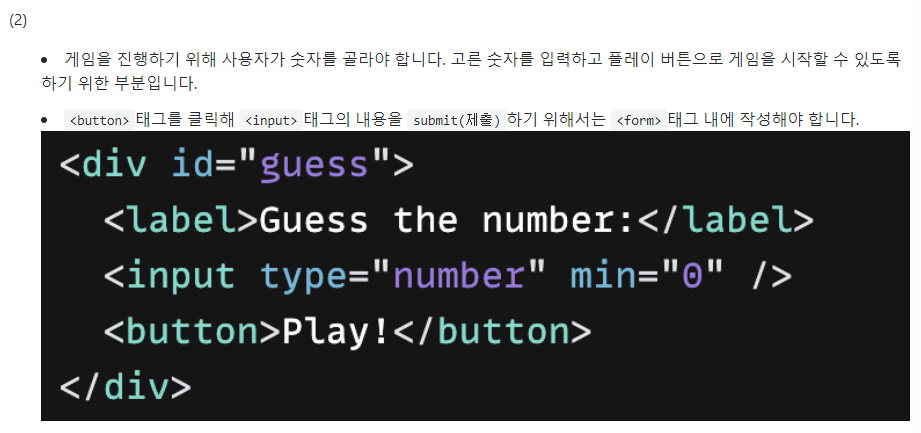 (2)
게임을 진행하기 위해 사용자가 숫자를 골라야 합니다. 고른 숫자를 입력하고 플레이 버튼으로 게임을 시작할 수 있도록
하기 위한 부분입니다.
<button> 태그를 클릭해 <input> 태그의 내용을 submit(제출) 하기 위해서는 <form> 태그 내에 작성해야 합니다.
<div id="guess">
<label>Guess the number:</label>
<input type="number" min="0" />
<button>Play!</button>
</div>